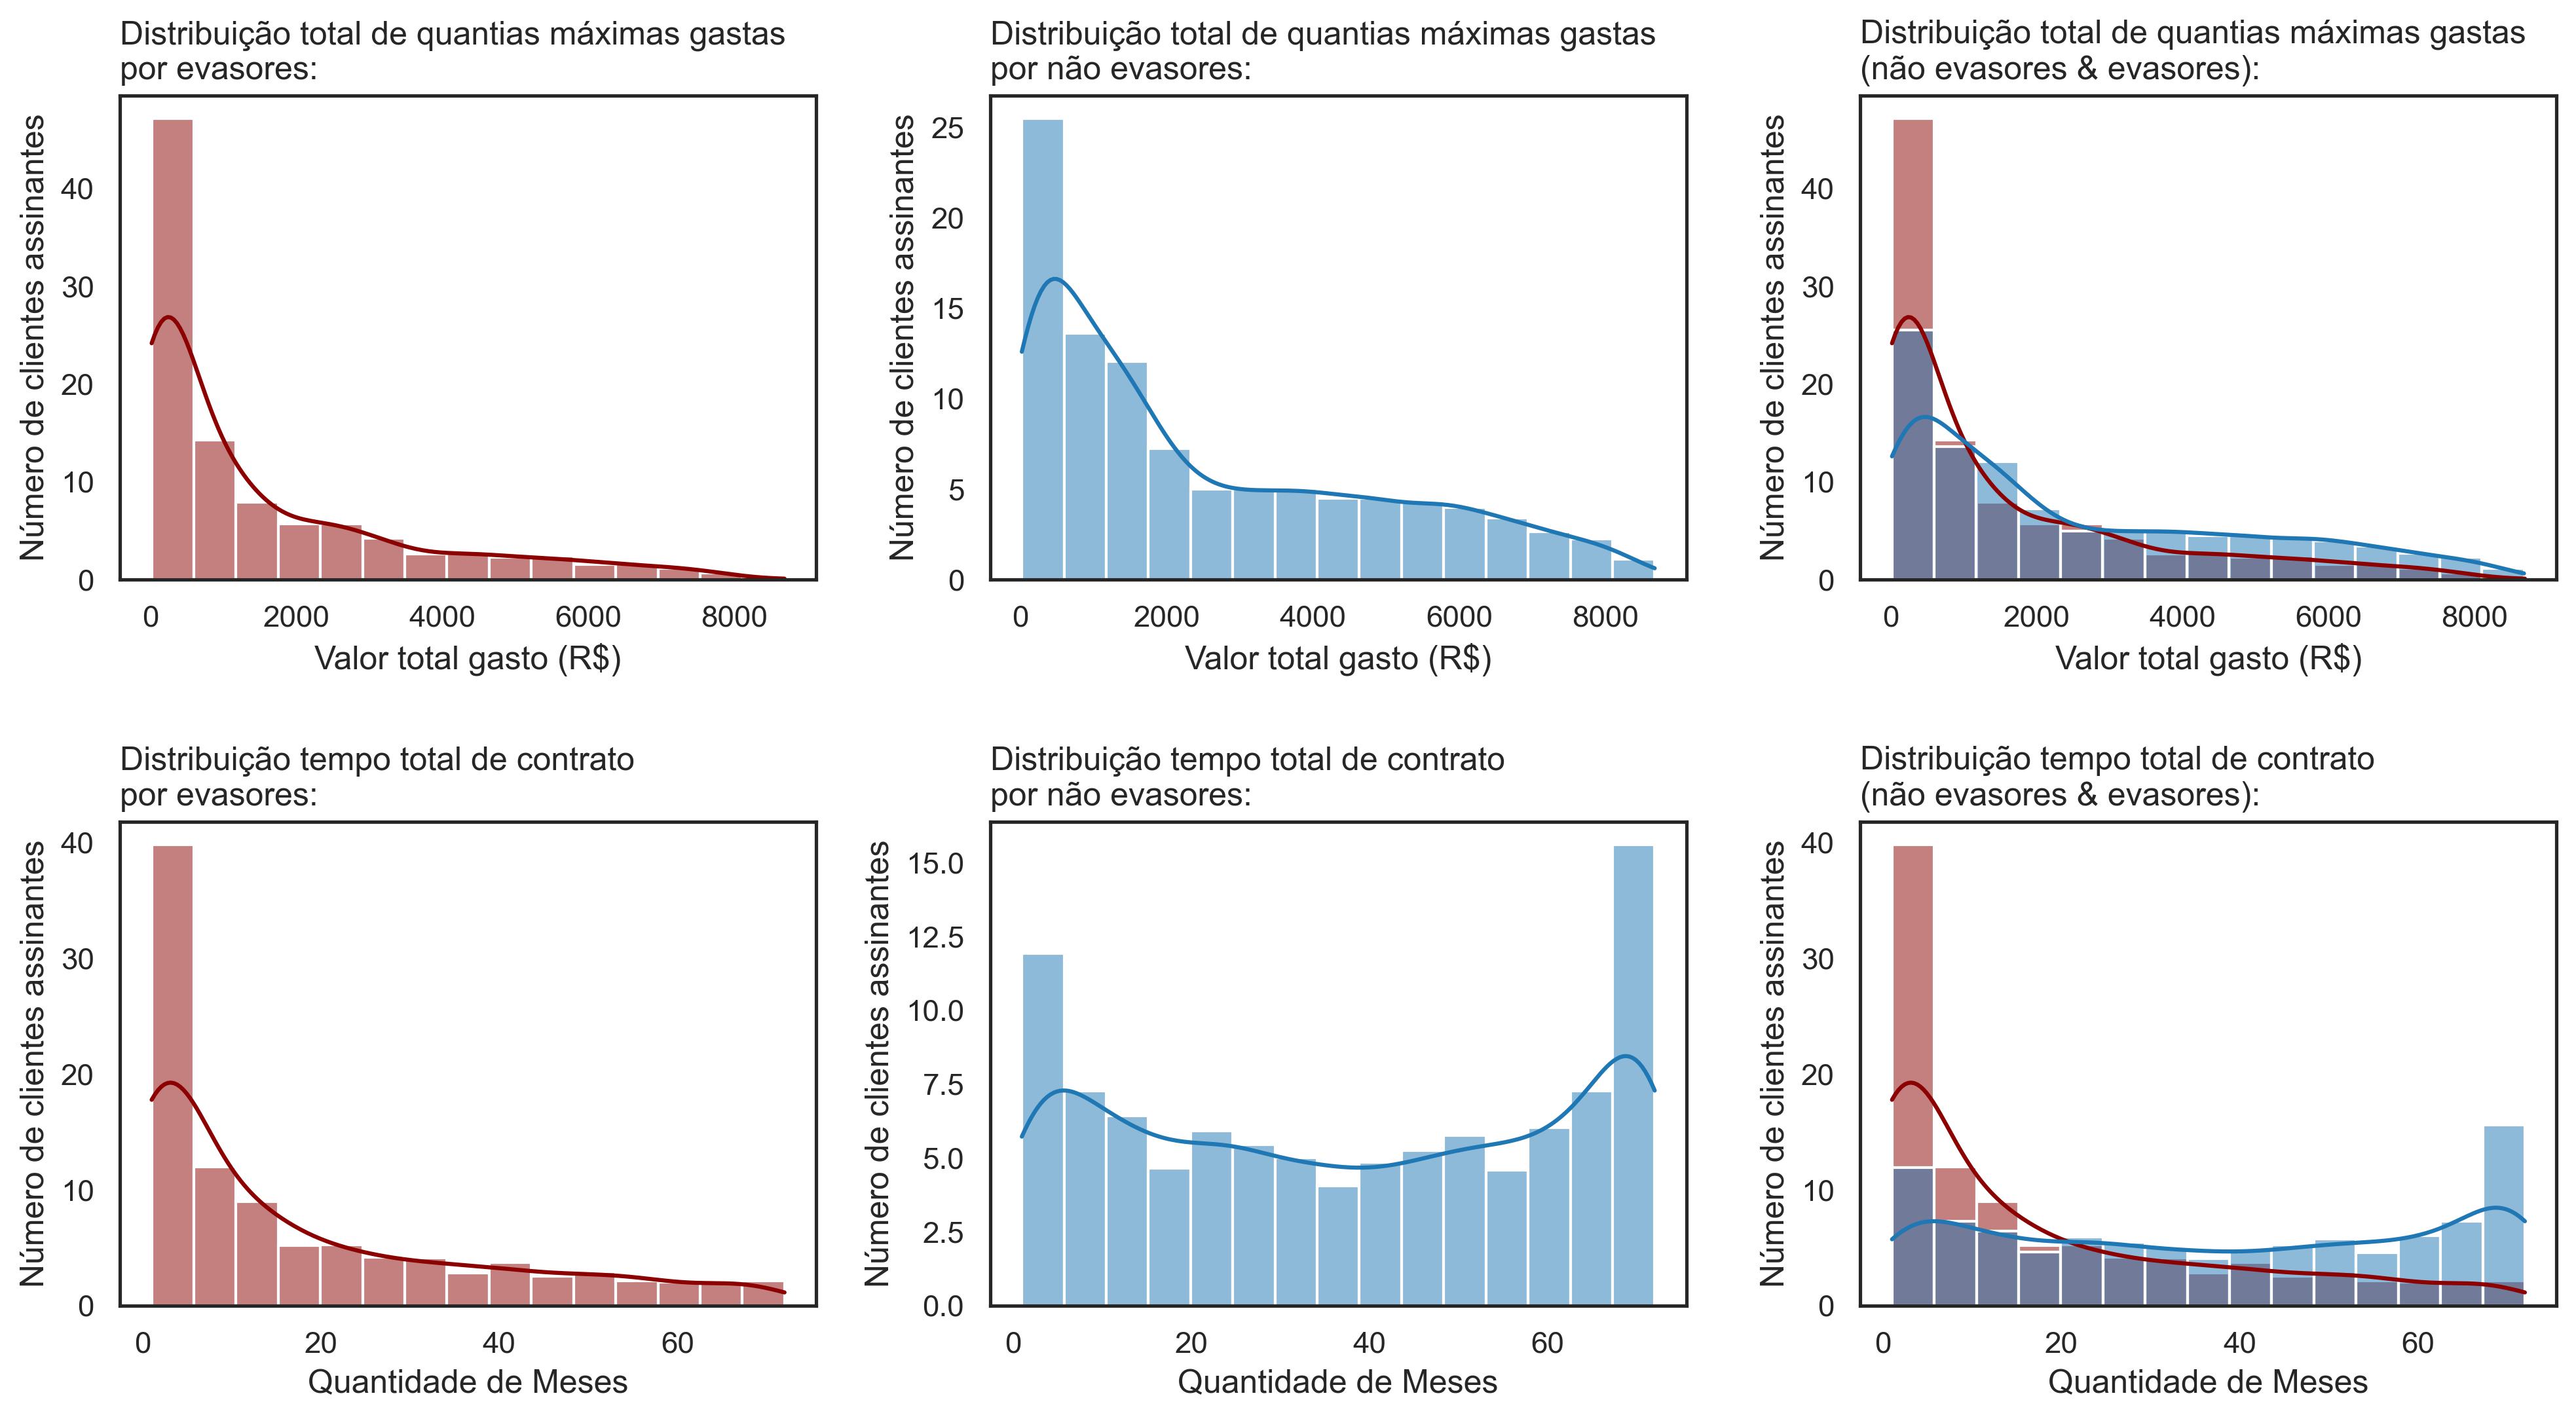 Distribuição total de quantias máximas gastas
por evasores:
Número de clientes assinantes
40
30
20
10
0
0 2000 4000 6000 8000
Valor total gasto (R$)
Distribuição total de quantias máximas gastas
por não evasores:
Número de clientes assinantes
25
20
15
10
5
0
0 2000 4000 6000 8000
Valor total gasto (R$)
Distribuição total de quantias máximas gastas
(não evasores & evasores):
Número de clientes assinantes
40
30
20
10
0
0 2000 4000 6000 8000
Valor total gasto (R$)
Distribuição tempo total de contrato
por evasores:
Número de clientes assinantes
40
30
20
10
0
0 20 40 60
Quantidade de Meses
Distribuição tempo total de contrato
por não evasores:
Número de clientes assinantes
15.0
12.5
10.0
7.5
5.0
2.5
0.0
0 20 40 60
Quantidade de Meses
Distribuição tempo total de contrato
(não evasores & evasores):
Número de clientes assinantes
40
30
20
10
0
0 20 40 60
Quantidade de Meses